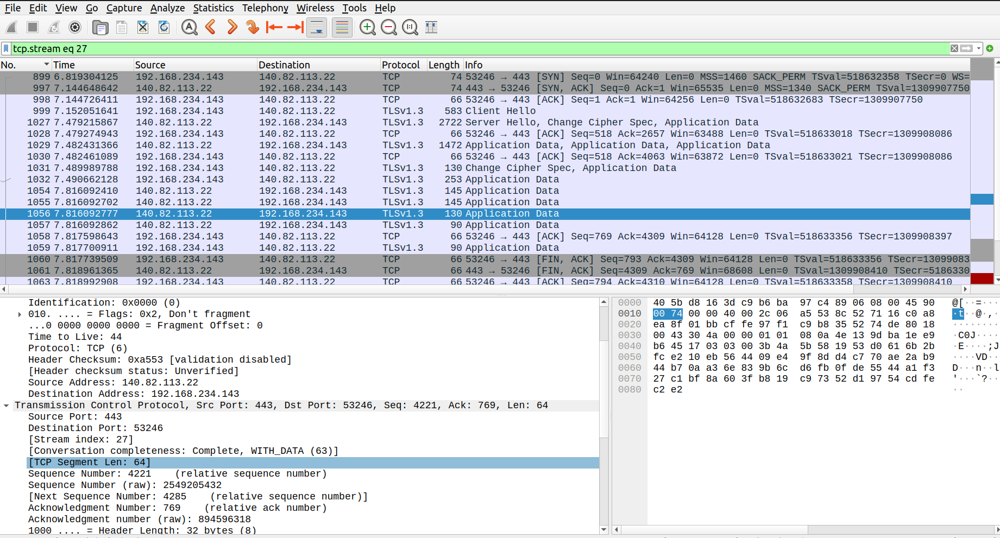 File Edit View Go Capture Analyze Statistics Telephony Wireless Tools Help
tcp.stream eq 27
No. Time Source Destination Protocol Length Info
899 6.819304125 192.168.234.143 140.82.113.22 TCP 74 53246 → 443 [SYN] Seq=0 Win=64240 Len=0 MSS=1460 SACK_PERM TSval=518632358 TSecr=0 WS=
997 7.144648642 140.82.113.22 192.168.234.143 TCP 74 443 → 53246 [SYN, ACK] Seq=0 Ack=1 Win=65535 Len=0 MSS=1340 SACK_PERM TSval=1309907750
998 7.144726411 192.168.234.143 140.82.113.22 TCP 66 53246 → 443 [ACK] Seq=1 Ack=1 Win=64256 Len=0 TSval=518632683 TSecr=1309907750
999 7.152051641 192.168.234.143 140.82.113.22 TLSv1.3 583 Client Hello
1027 7.479215867 140.82.113.22 192.168.234.143 TLSv1.3 2722 Server Hello, Change Cipher Spec, Application Data
1028 7.479274943 192.168.234.143 140.82.113.22 TCP 66 53246 → 443 [ACK] Seq=518 Ack=2657 Win=63488 Len=0 TSval=518633018 TSecr=1309908086
1029 7.482431366 140.82.113.22 192.168.234.143 TLSv1.3 1472 Application Data, Application Data, Application Data
1030 7.482461089 192.168.234.143 140.82.113.22 TCP 66 53246 → 443 [ACK] Seq=518 Ack=4063 Win=63872 Len=0 TSval=518633021 TSecr=1309908086
1031 7.489989788 192.168.234.143 140.82.113.22 TLSv1.3 130 Change Cipher Spec, Application Data
1032 7.490662128 192.168.234.143 140.82.113.22 TLSv1.3 253 Application Data
1054 7.816092410 140.82.113.22 192.168.234.143 TLSv1.3 145 Application Data
1055 7.816092702 140.82.113.22 192.168.234.143 TLSv1.3 145 Application Data
1056 7.816092777 140.82.113.22 192.168.234.143 TLSv1.3 130 Application Data
1057 7.816092862 140.82.113.22 192.168.234.143 TLSv1.3 90 Application Data
1058 7.817598643 192.168.234.143 140.82.113.22 TCP 66 53246 → 443 [ACK] Seq=769 Ack=4309 Win=64128 Len=0 TSval=518633356 TSecr=1309908397
1059 7.817700911 192.168.234.143 140.82.113.22 TLSv1.3 90 Application Data
1060 7.817739509 192.168.234.143 140.82.113.22 TCP 66 53246 → 443 [FIN, ACK] Seq=793 Ack=4309 Win=64128 Len=0 TSval=518633356 TSecr=13099083
1061 7.818961365 140.82.113.22 192.168.234.143 TCP 66 443 → 53246 [FIN, ACK] Seq=4309 Ack=769 Win=68608 Len=0 TSval=1309908410 TSecr=5186330
1063 7.818992908 192.168.234.143 140.82.113.22 TCP 66 53246 → 443 [ACK] Seq=794 Ack=4310 Win=64128 Len=0 TSval=518633358 TSecr=1309908410
Identification: 0x0000 (0)
010. .... = Flags: 0x2, Don't fragment
...0 0000 0000 0000 = Fragment Offset: 0
Time to Live: 44
Protocol: TCP (6)
Header Checksum: 0xa553 [validation disabled]
[Header checksum status: Unverified]
Source Address: 140.82.113.22
Destination Address: 192.168.234.143
Transmission Control Protocol, Src Port: 443, Dst Port: 53246, Seq: 4221, Ack: 769, Len: 64
Source Port: 443
Destination Port: 53246
[Stream index: 27]
[Conversation completeness: Complete, WITH_DATA (63)]
[TCP Segment Len: 64]
Sequence Number: 4221 (relative sequence number)
Sequence Number (raw): 2549205432
[Next Sequence Number: 4285 (relative sequence number)]
Acknowledgment Number: 769 (relative ack number)
Acknowledgment number (raw): 894596318
1000 .... = Header Length: 32 bytes (8)
0000 40 5b d8 16 3d c9 b6 ba 97 c4 89 06 08 00 45 90 @[··=···
0010 00 74 00 00 40 00 2c 06 a5 53 8c 52 71 16 c0 a8 ·t··@·,·
0020 ea 8f 01 bb cf fe 97 f1 c9 b8 35 52 74 de 80 18 ········
0030 00 43 30 4a 00 00 01 01 08 0a 4e 13 9d ba 1e e9 ·C0J····
0040 b6 45 17 03 03 00 3b 4a 5b 58 19 53 d0 61 6b 2b ·E····;J
0050 fc e2 10 eb 56 44 09 e4 9f 8d d4 c7 70 ae 2a b9 ····VD··
0060 44 b7 0a a3 6e 83 9b 6c d6 fb 0f de 55 44 a1 f3 D···n··l
0070 27 c1 bf 8a 60 3f b8 19 c9 73 52 d1 97 54 cd fe '···`?··
0080 c2 e2 ··